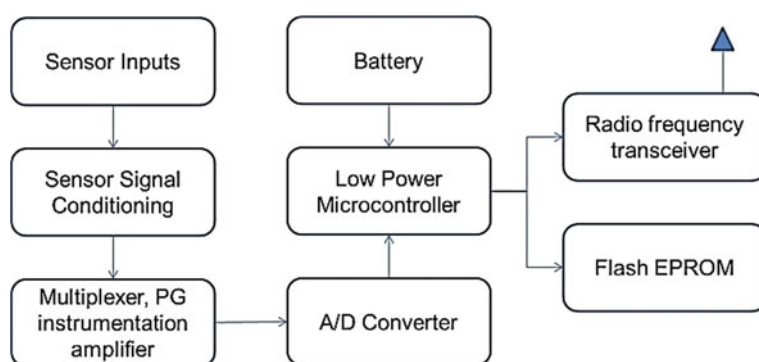 Sensor Inputs
Battery
Radio frequency
transceiver
Sensor Signal
Conditioning
Low Power
Microcontroller
Flash EPROM
Multiplexer, PG
instrumentation
amplifier
A/D Converter